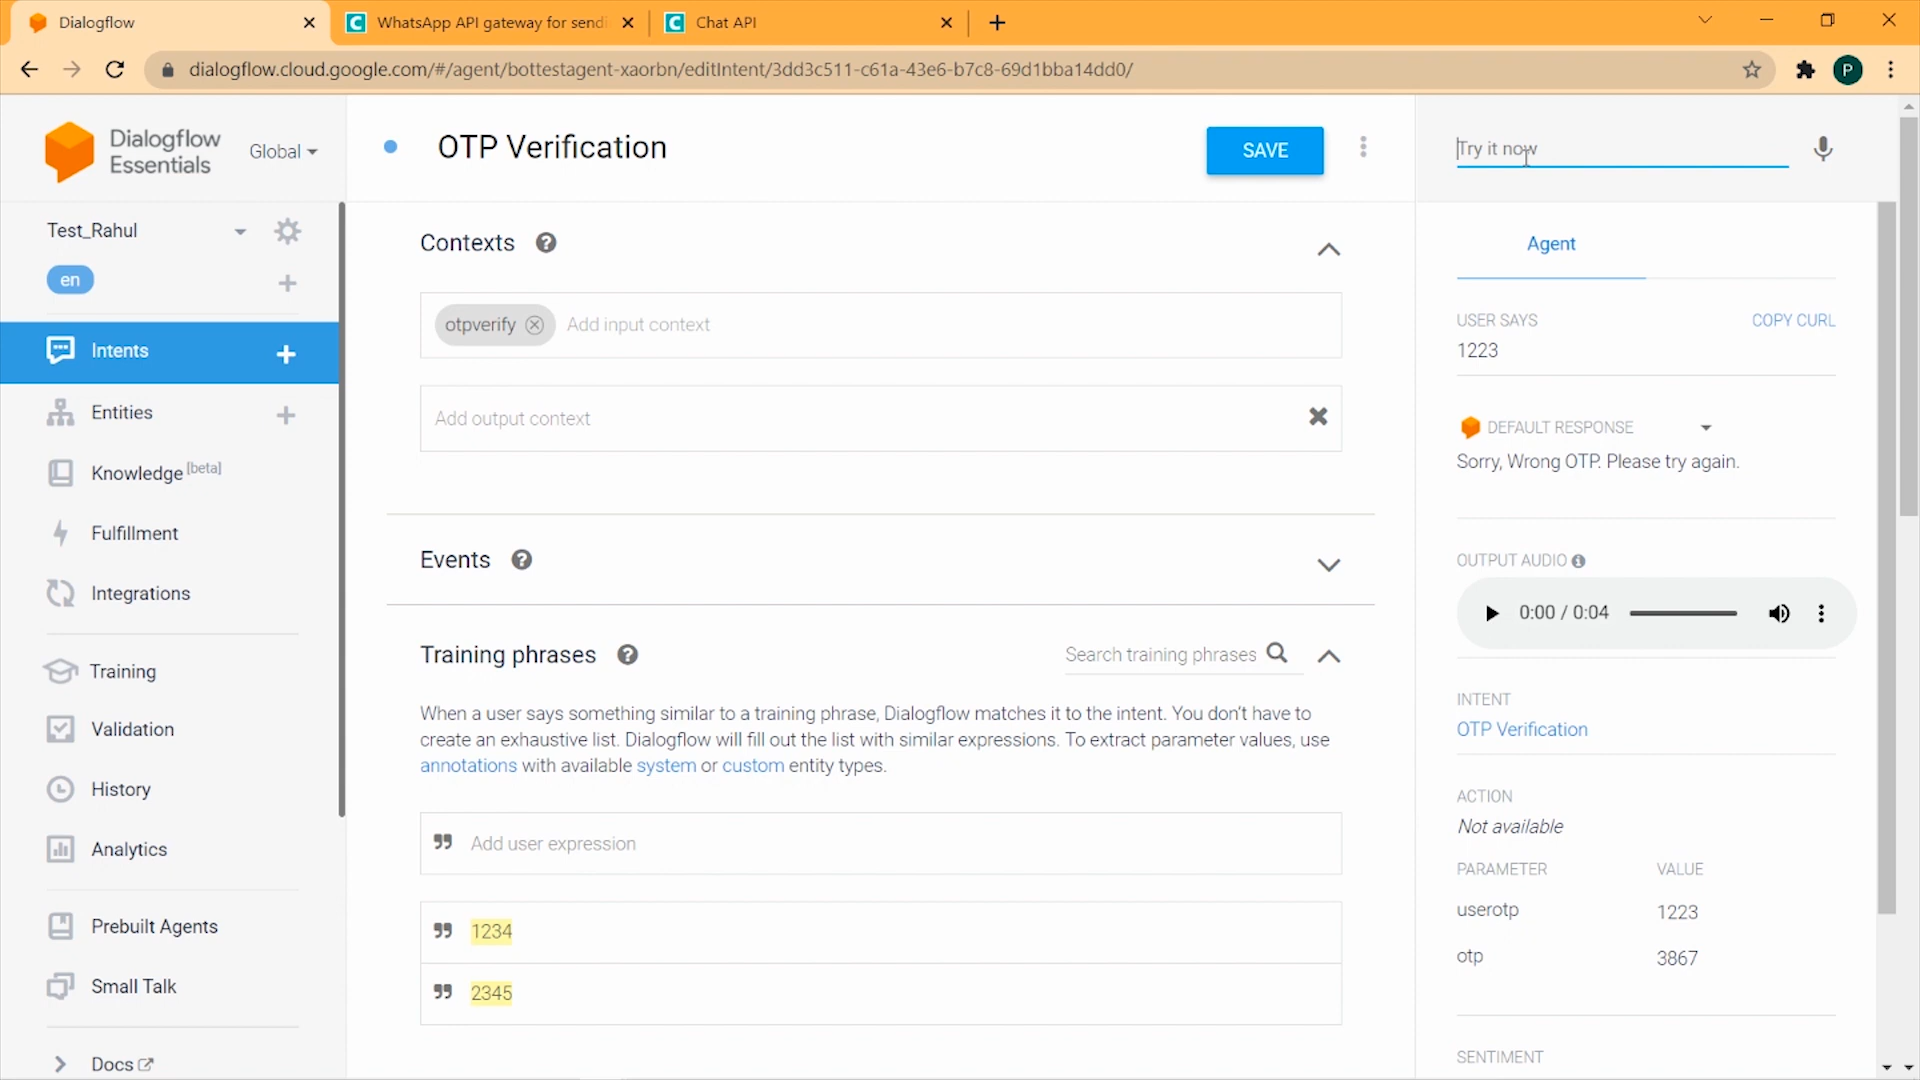 Dialogflow
WhatsApp API gateway for sendi
Chat API
dialogflow.cloud.google.com/#/agent/bottestagent-xaorbn/editIntent/3dd3c511-c61a-43e6-b7c8-69d1bba14dd0/
P
Dialogflow
Essentials
Global
OTP Verification
SAVE
Try it now
Test_Rahul
en
Intents
Entities
Knowledge [beta]
Fulfillment
Integrations
Training
Validation
History
Analytics
Prebuilt Agents
Small Talk
Docs
Contexts
otpverify
Add input context
Add output context
Events
Training phrases
Search training phrases
When a user says something similar to a training phrase, Dialogflow matches it to the intent. You don't have to
create an exhaustive list. Dialogflow will fill out the list with similar expressions. To extract parameter values, use
annotations with available system or custom entity types.
Add user expression
1234
2345
Agent
USER SAYS
COPY CURL
1223
DEFAULT RESPONSE
Sorry, Wrong OTP. Please try again.
OUTPUT AUDIO
0:00 / 0:04
INTENT
OTP Verification
ACTION
Not available
PARAMETER VALUE
userotp 1223
otp 3867
SENTIMENT